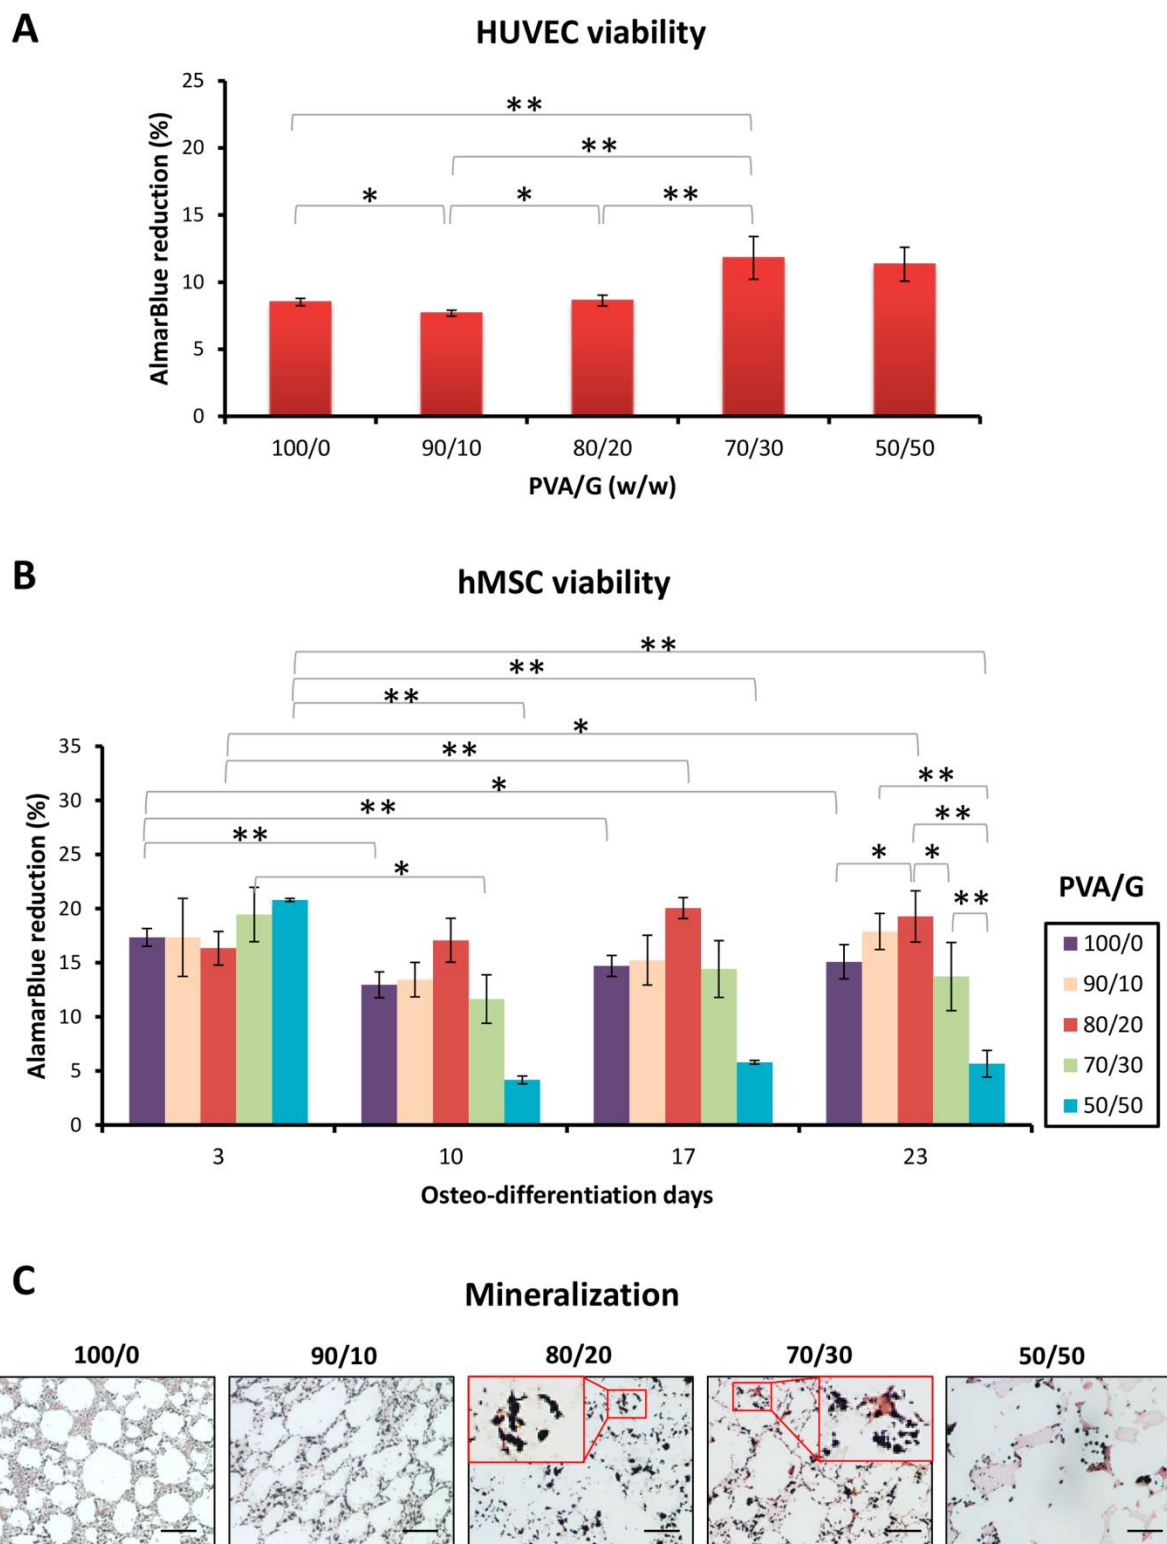 A
HUVEC viability
AlmarBlue reduction (%)
25
20
15
10
5
0
**
**
* * **
100/0 90/10 80/20 70/30 50/50
PVA/G (w/w)
B
hMSC viability
AlamarBlue reduction (%)
35
30
25
20
15
10
5
0
**
**
**
*
**
*
**
**
*
**
**
* *
**
3 10 17 23
Osteo-differentiation days
PVA/G
100/0
90/10
80/20
70/30
50/50
C
Mineralization
100/0 90/10 80/20 70/30 50/50